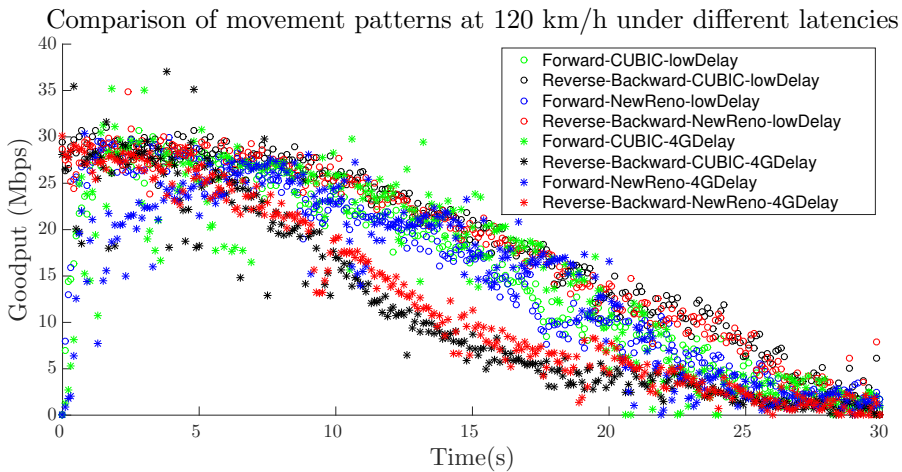 Comparison of movement patterns at 120 km/h under different latencies
40
35
30
25
20
15
10
5
0
Goodput (Mbps)
Forward-CUBIC-lowDelay
Reverse-Backward-CUBIC-lowDelay
Forward-NewReno-lowDelay
Reverse-Backward-NewReno-lowDelay
Forward-CUBIC-4GDelay
Reverse-Backward-CUBIC-4GDelay
Forward-NewReno-4GDelay
Reverse-Backward-NewReno-4GDelay
0 5 10 15 20 25 30
Time(s)